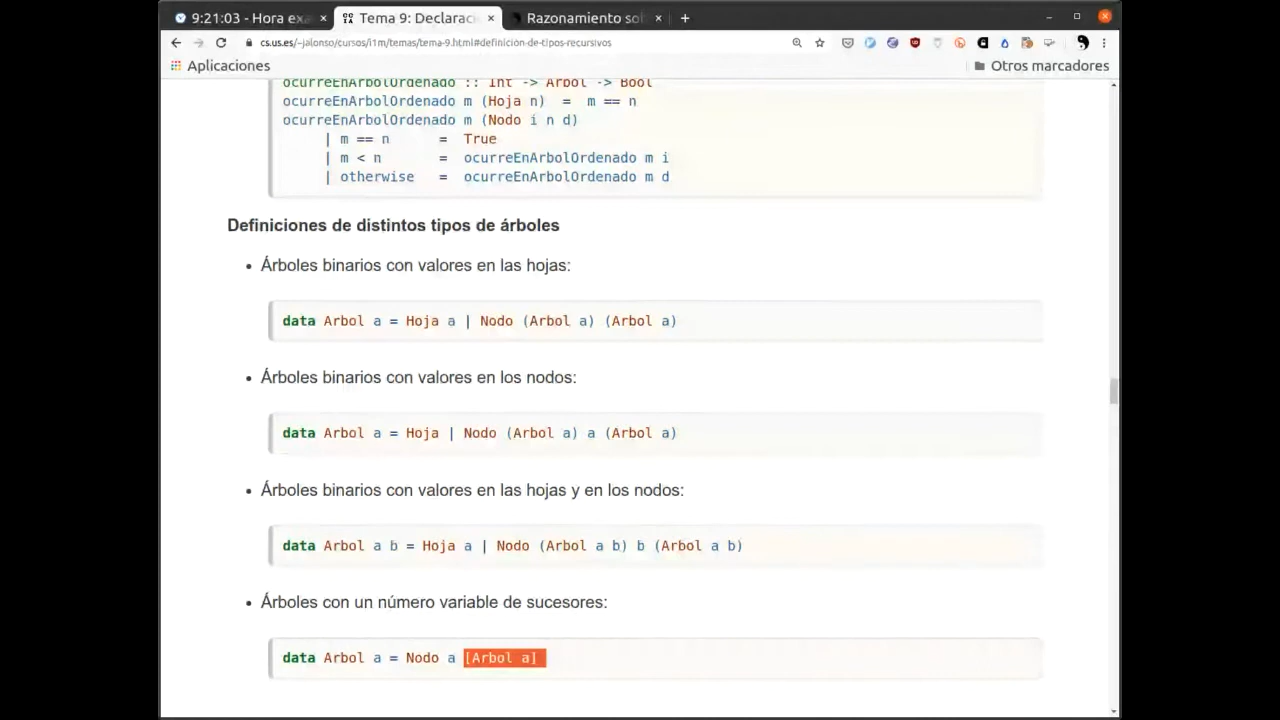 9:21:03 - Hora exa
Tema 9: Declarac
Razonamiento so
cs.us.es/~jalonso/cursos/i1m/temas/tema-9.html#definicion-de-tipos-recursivos
Aplicaciones
Otros marcadores
ocurreEnArbolOrdenado :: Int -> Arbol -> Bool
ocurreEnArbolOrdenado m (Hoja n) = m == n
ocurreEnArbolOrdenado m (Nodo i n d)
| m == n = True
| m < n = ocurreEnArbolOrdenado m i
| otherwise = ocurreEnArbolOrdenado m d
Definiciones de distintos tipos de árboles
• Árboles binarios con valores en las hojas:
data Arbol a = Hoja a | Nodo (Arbol a) (Arbol a)
• Árboles binarios con valores en los nodos:
data Arbol a = Hoja | Nodo (Arbol a) a (Arbol a)
• Árboles binarios con valores en las hojas y en los nodos:
data Arbol a b = Hoja a | Nodo (Arbol a b) b (Arbol a b)
• Árboles con un número variable de sucesores:
data Arbol a = Nodo a [Arbol a]